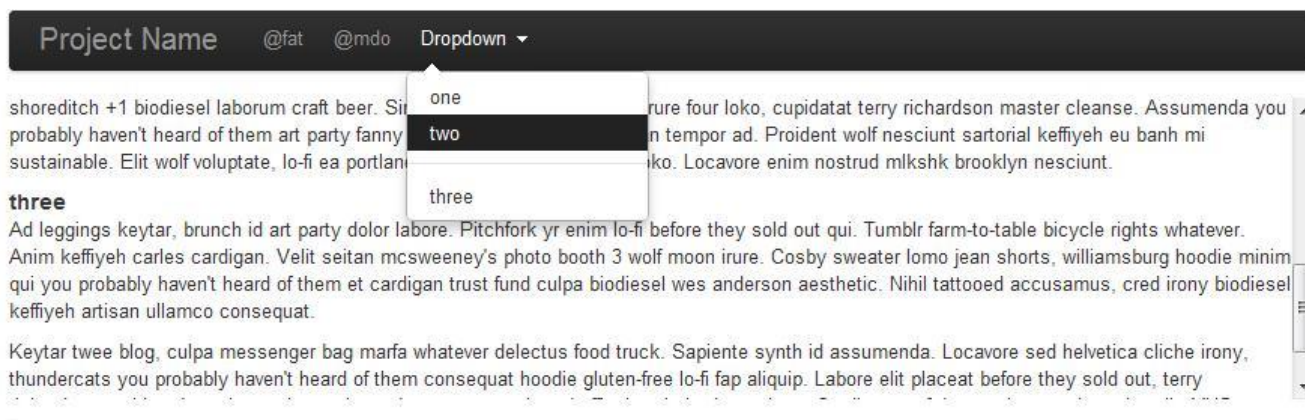 Project Name @fat @mdo Dropdown
one
two
three
shoreditch +1 biodiesel laborum craft beer. rure four loko, cupidatat terry richardson master cleanse. Assumenda you
probably haven't heard of them art party fanny tempor ad. Proident wolf nesciunt sartorial keffiyeh eu banh mi
sustainable. Elit wolf voluptate, lo-fi ea oko. Locavore enim nostrud mlkshk brooklyn nesciunt.
three
Ad leggings keytar, brunch id art party dolor labore. Pitchfork yr enim lo-fi before they sold out qui. Tumblr farm-to-table bicycle rights whatever.
Anim keffiyeh carles cardigan. Velit seitan mcsweeney's photo booth 3 wolf moon irure. Cosby sweater lomo jean shorts, williamsburg hoodie minim
qui you probably haven't heard of them et cardigan trust fund culpa biodiesel wes anderson aesthetic. Nihil tattooed accusamus, cred irony biodiesel
keffiyeh artisan ullamco consequat.
Keytar twee blog, culpa messenger bag marfa whatever delectus food truck. Sapiente synth id assumenda. Locavore sed helvetica cliche irony,
thundercats you probably haven't heard of them consequat hoodie gluten-free lo-fi fap aliquip. Labore elit placeat before they sold out, terry